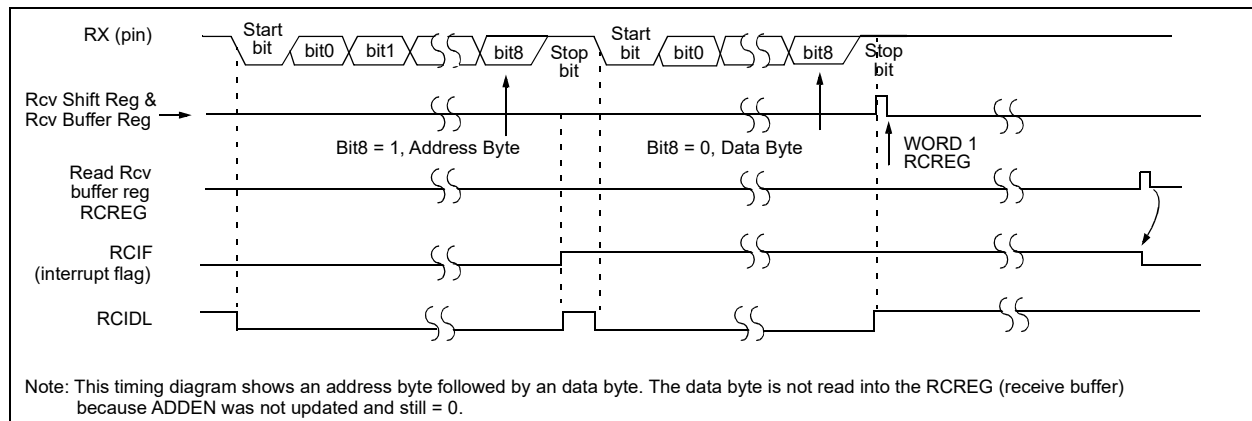 RX (pin)
Start
bit
bit0
bit1
bit8
Stop
bit
Start
bit
bit0
bit8
Stop
bit
Rcv Shift Reg &
Rcv Buffer Reg
Bit8 = 1, Address Byte
Bit8 = 0, Data Byte
WORD 1
RCREG
Read Rcv
buffer reg
RCREG
RCIF
(interrupt flag)
RCIDL
Note: This timing diagram shows an address byte followed by an data byte. The data byte is not read into the RCREG (receive buffer)
because ADDEN was not updated and still = 0.